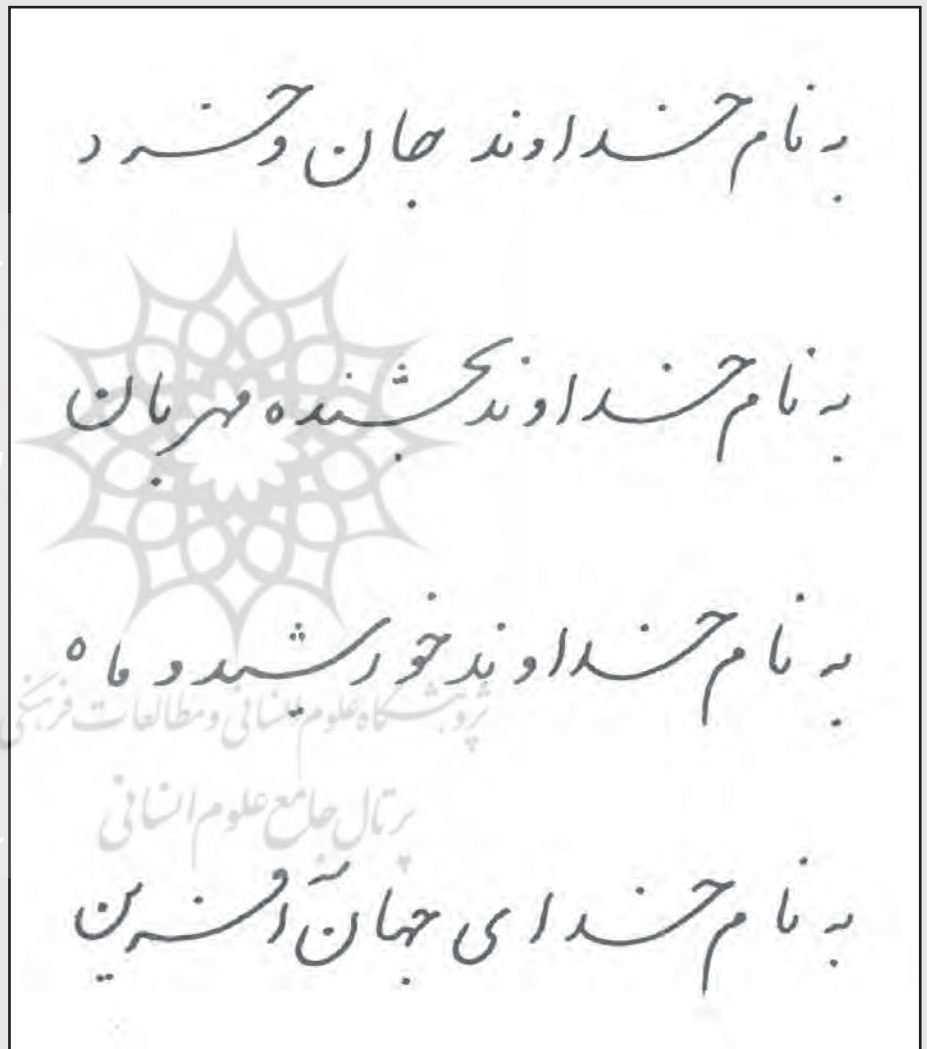 به نام خداوند جان و خرد
به نام خداوند بخشنده مهربان
به نام خداوند خورشید و ماه
پژوهشگاه علوم انسانی و مطالعات فرهنگی
پرتال جامع علوم انسانی
به نام خدای جهان آفرین